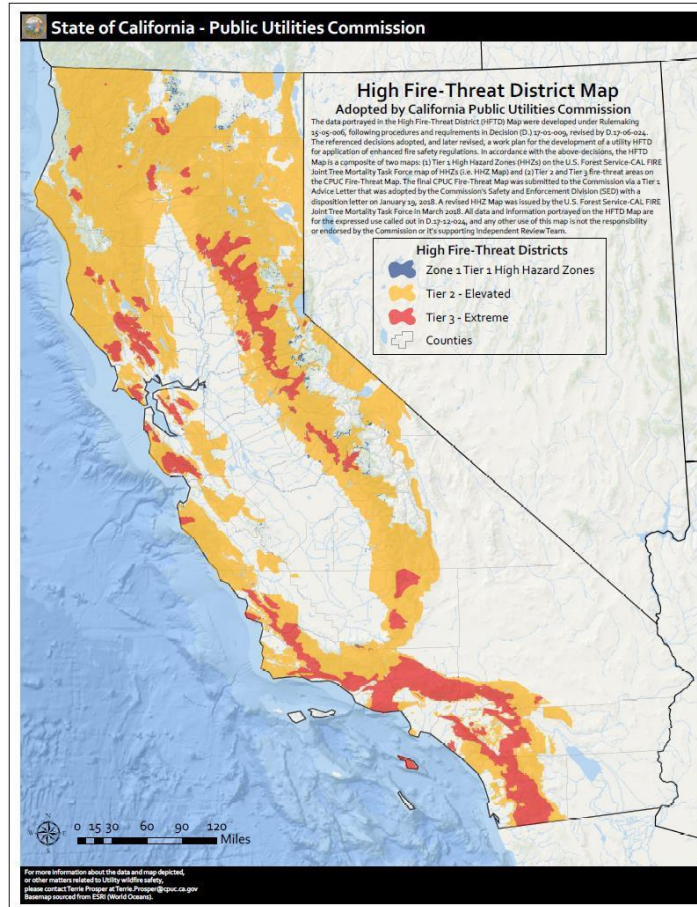 State of California - Public Utilities Commission
High Fire-Threat District Map
Adopted by California Public Utilities Commission
The data portrayed in the High Fire-Threat District (HFTD) Map were developed under Rulemaking
15-05-006, following procedures and requirements in Decision (D.) 17-01-009, revised by D.17-06-024.
The referenced decisions adopted, and later revised, a work plan for the development of a utility HFTD
for application of enhanced fire safety regulations. In accordance with the above-decisions, the HFTD
Map is a composite of two maps: (1) Tier 1 High Hazard Zones (HHZs) on the U.S. Forest Service-CAL FIRE
Joint Tree Mortality Task Force map of HHZs (i.e. HHZ Map) and (2) Tier 2 and Tier 3 fire-threat areas on
the CPUC Fire-Threat Map. The final CPUC Fire-Threat Map was submitted to the Commission via a Tier 1
Advice Letter that was adopted by the Commission's Safety and Enforcement Division (SED) with a
disposition letter on January 19, 2018. A revised HHZ Map was issued by the U.S. Forest Service-CAL FIRE
Joint Tree Mortality Task Force in March 2018. All data and information portrayed on the HFTD Map are
for the expressed use called out in D.17-12-024, and any other use of this map is not the responsibility
or endorsed by the Commission or it's supporting Independent Review Team.
High Fire-Threat Districts
Zone 1 Tier 1 High Hazard Zones
Tier 2 - Elevated
Tier 3 - Extreme
Counties
N
W E
S
0 15 30 60 90 120
Miles
For more information about the data and map depicted,
or other matters related to Utility wildfire safety,
please contact Terrie Prosper at Terrie.Prosper@cpuc.ca.gov
Basemap sourced from ESRI (World Oceans).